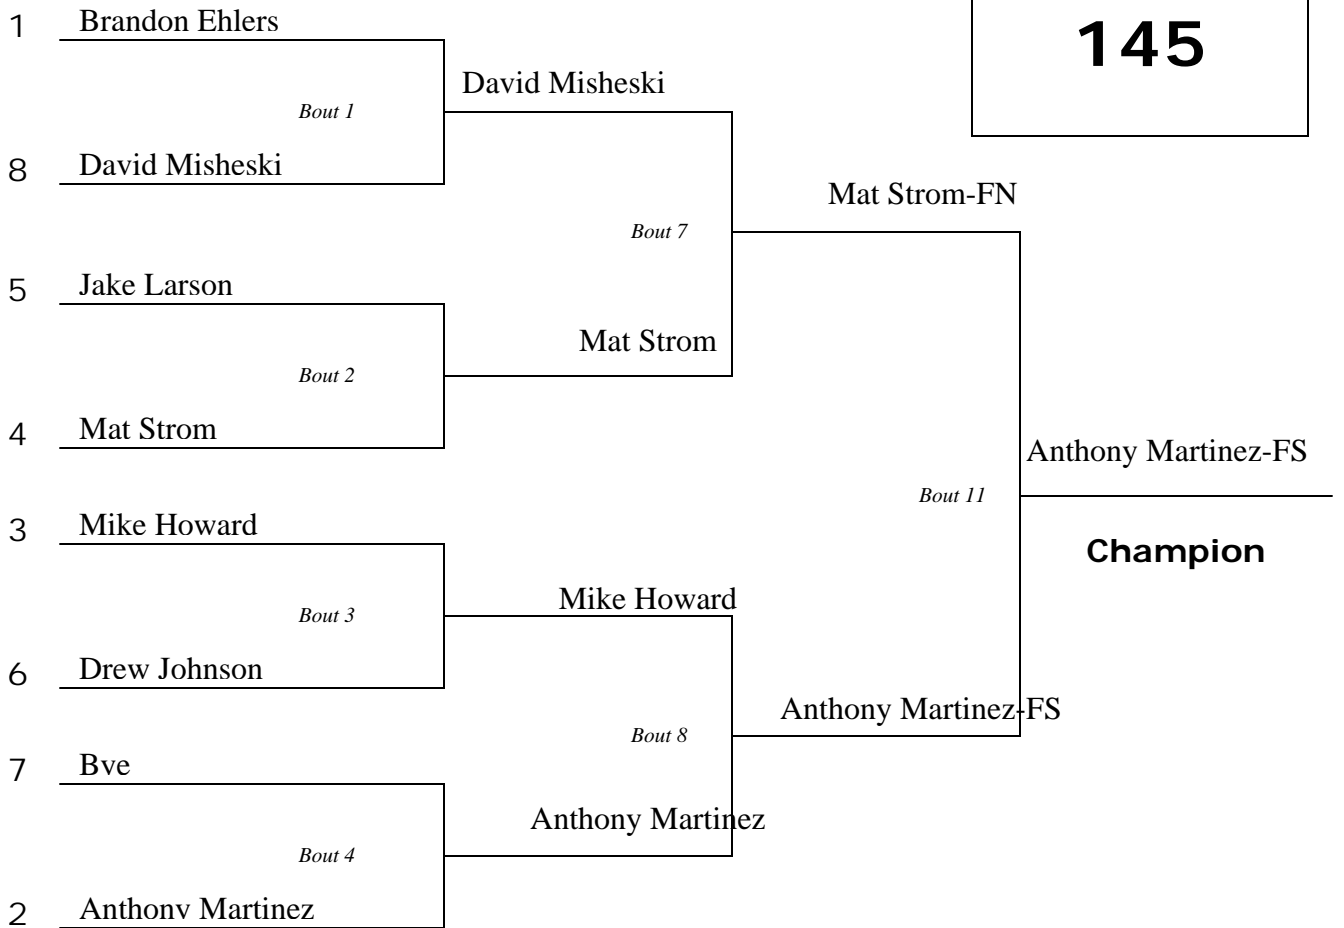 145
1 Brandon Ehlers
David Misheski
Bout 1
8 David Misheski
Mat Strom-FN
Bout 7
5 Jake Larson
Mat Strom
Bout 2
4 Mat Strom
Anthony Martinez-FS
Bout 11
3 Mike Howard
Champion
Mike Howard
Bout 3
6 Drew Johnson
Anthony Martinez-FS
Bout 8
7 Bye
Anthony Martinez
Bout 4
2 Anthony Martinez